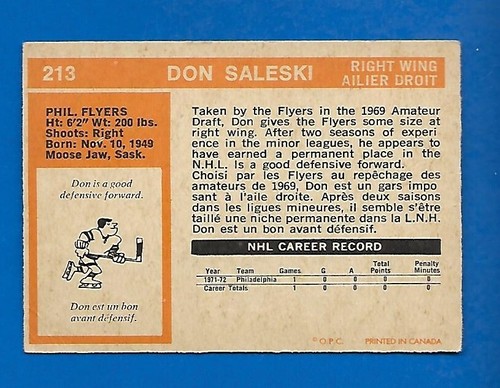 213 DON SALESKI RIGHT WING
AILIER DROIT
PHIL. FLYERS
Ht: 6'2" Wt: 200 lbs.
Shoots: Right
Born: Nov. 10, 1949
Moose Jaw, Sask.
Don is a good
defensive forward.
Don est un bon
avant défensif.
Taken by the Flyers in the 1969 Amateur
Draft, Don gives the Flyers some size at
right wing. After two seasons of experi
ence in the minor leagues, he appears to
have earned a permanent place in the
N.H.L. Is a good defensive forward.
Choisi par les Flyers au repêchage des
amateurs de 1969, Don est un gars impo
sant à l'aile droite. Après deux saisons
dans les ligues mineures, il semble s'être
taillé une niche permanente dans la L.N.H.
Don est un bon avant défensif.
NHL CAREER RECORD
Year Team Games G A Total Points Penalty Minutes
1971-72 Philadelphia 1 0 0 0 0
Career Totals 1 0 0 0 0
© O.P.C. PRINTED IN CANADA